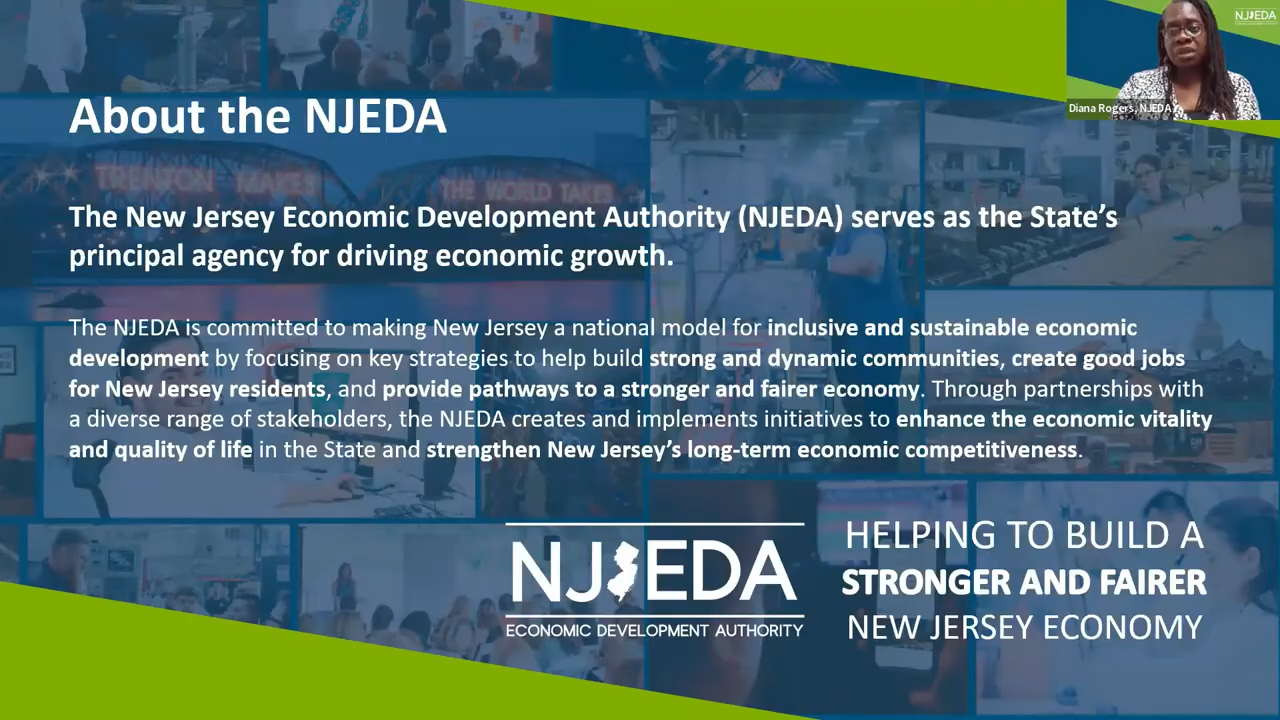 NJEDA
Diana Rogers, NJEDA
About the NJEDA
TRENTON MAKES THE WORLD TAKES
The New Jersey Economic Development Authority (NJEDA) serves as the State’s
principal agency for driving economic growth.
The NJEDA is committed to making New Jersey a national model for inclusive and sustainable economic
development by focusing on key strategies to help build strong and dynamic communities, create good jobs
for New Jersey residents, and provide pathways to a stronger and fairer economy. Through partnerships with
a diverse range of stakeholders, the NJEDA creates and implements initiatives to enhance the economic vitality
and quality of life in the State and strengthen New Jersey’s long-term economic competitiveness.
NJEDA
ECONOMIC DEVELOPMENT AUTHORITY
HELPING TO BUILD A
STRONGER AND FAIRER
NEW JERSEY ECONOMY